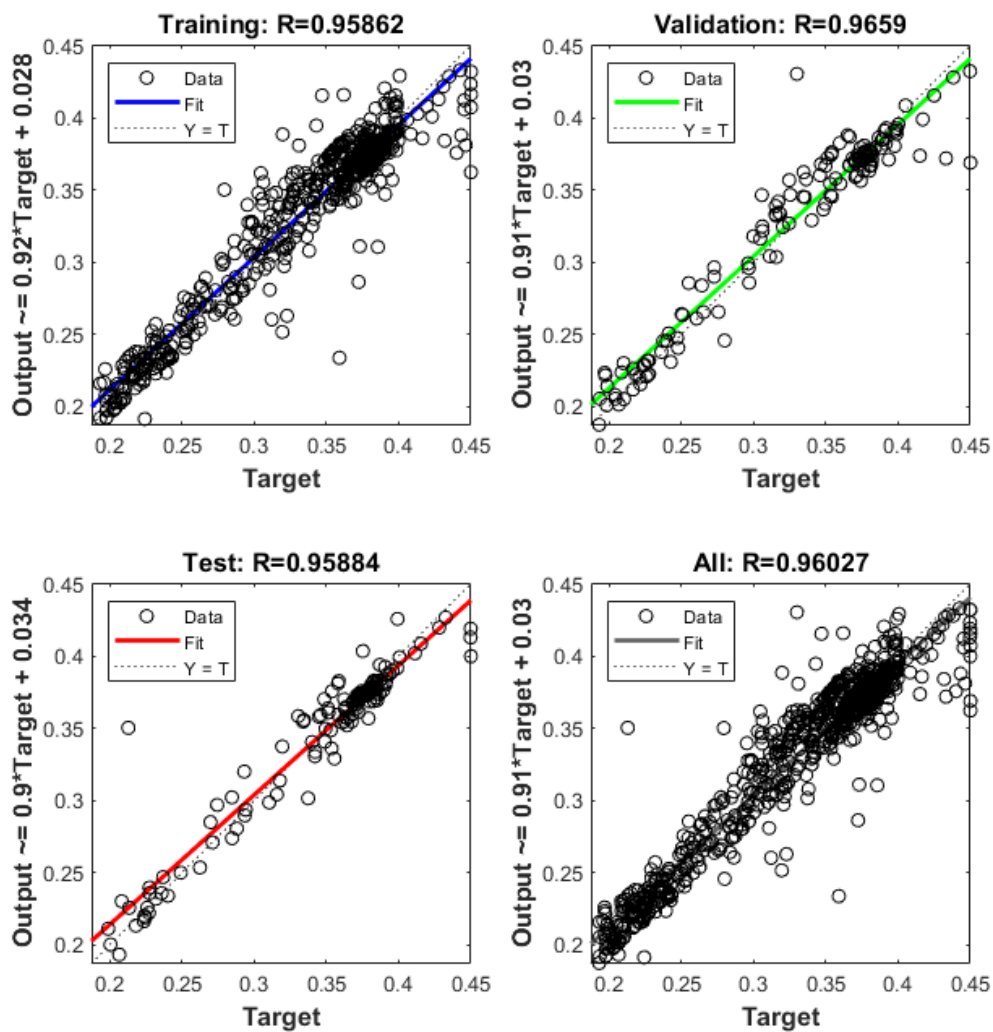 Training: R=0.95862
Output ~= 0.92*Target + 0.028
0.45
0.4
0.35
0.3
0.25
0.2
Data
Fit
Y = T
0.2
0.25
0.3
0.35
0.4
0.45
Target
Validation: R=0.9659
Output ~= 0.91*Target + 0.03
0.45
0.4
0.35
0.3
0.25
0.2
Data
Fit
Y = T
0.2
0.25
0.3
0.35
0.4
0.45
Target
Test: R=0.95884
Output ~= 0.9*Target + 0.034
0.45
0.4
0.35
0.3
0.25
0.2
Data
Fit
Y = T
0.2
0.25
0.3
0.35
0.4
0.45
Target
All: R=0.96027
Output ~= 0.91*Target + 0.03
0.45
0.4
0.35
0.3
0.25
0.2
Data
Fit
Y = T
0.2
0.25
0.3
0.35
0.4
0.45
Target